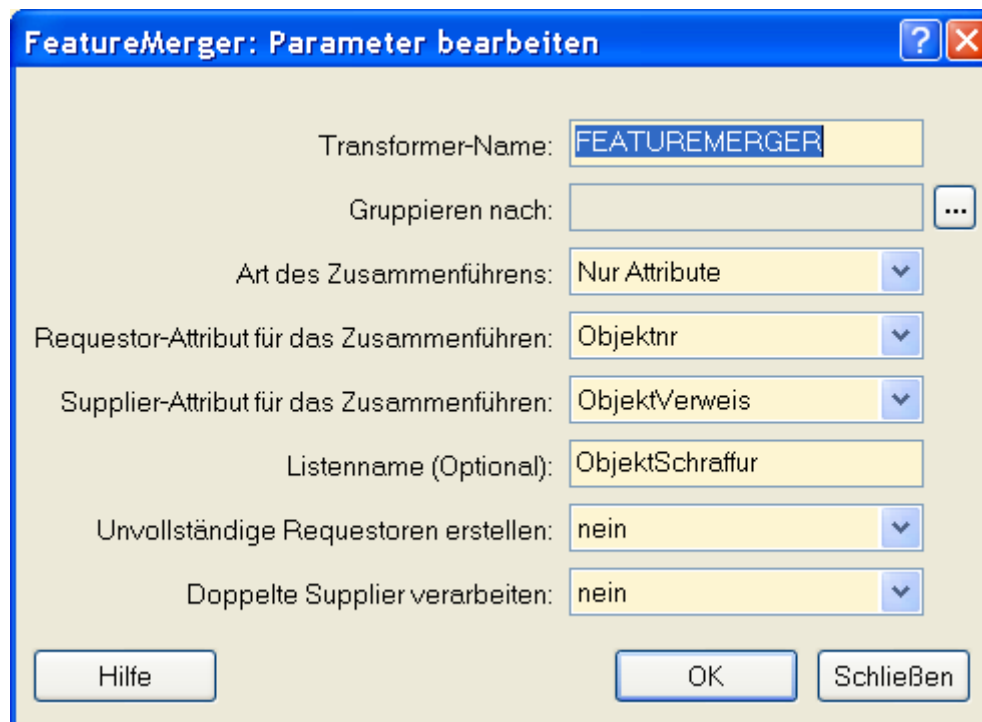 FeatureMerger: Parameter bearbeiten
Transformer-Name: FEATUREMERGER
Gruppieren nach: ...
Art des Zusammenführens: Nur Attribute
Requestor-Attribut für das Zusammenführen: Objektnr
Supplier-Attribut für das Zusammenführen: ObjektVerweis
Listenname (Optional): ObjektSchraffur
Unvollständige Requestoren erstellen: nein
Doppelte Supplier verarbeiten: nein
Hilfe OK Schließen